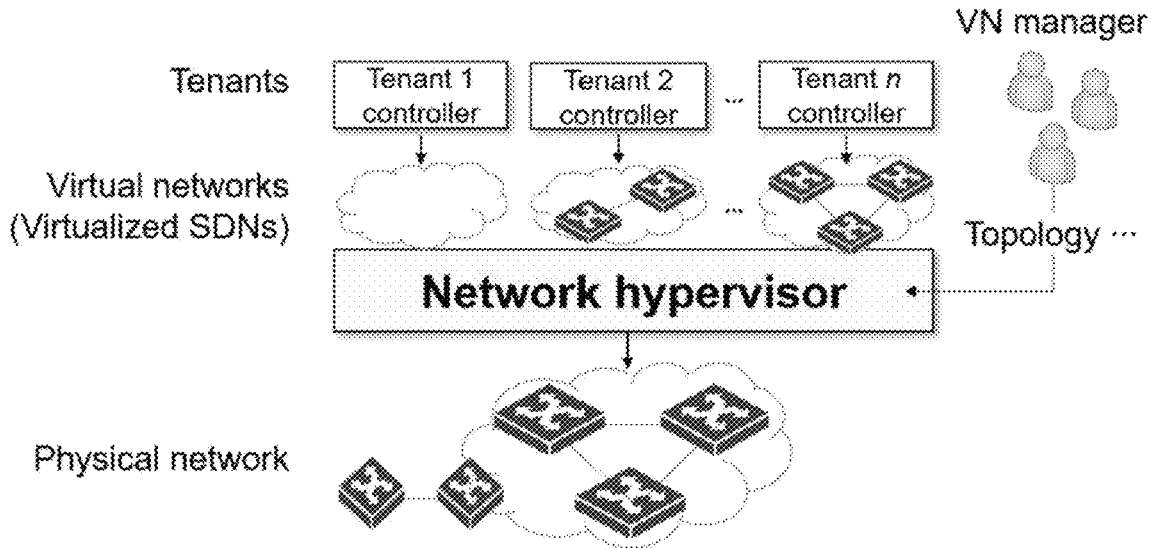 VN manager
Tenants
Tenant 1
controller
Tenant 2
controller
...
Tenant n
controller
Virtual networks
(Virtualized SDNs)
...
Topology ...
Network hypervisor
Physical network